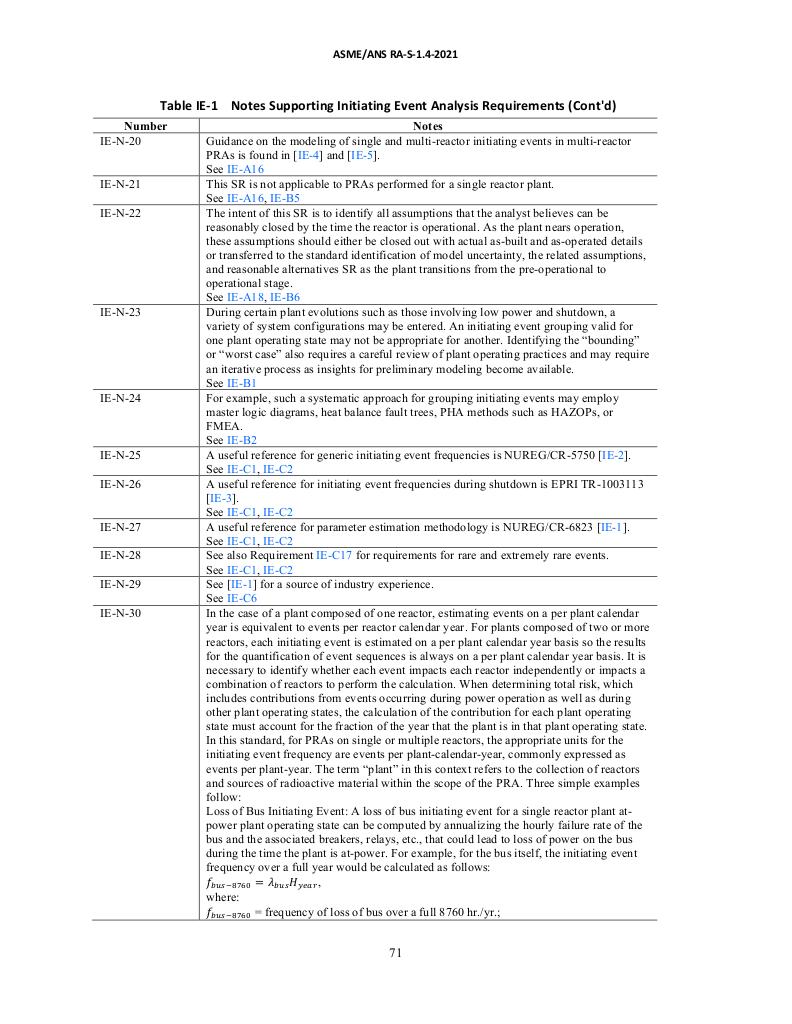 ASME/ANS RA-S-1.4-2021
Table IE-1 Notes Supporting Initiating Event Analysis Requirements (Cont'd)
Number Notes
IE-N-20 Guidance on the modeling of single and multi-reactor initiating events in multi-reactor
PRAs is found in [IE-4] and [IE-5].
See IE-A16
IE-N-21 This SR is not applicable to PRAs performed for a single reactor plant.
See IE-A16, IE-B5
IE-N-22 The intent of this SR is to identify all assumptions that the analyst believes can be
reasonably closed by the time the reactor is operational. As the plant nears operation,
these assumptions should either be closed out with actual as-built and as-operated details
or transferred to the standard identification of model uncertainty, the related assumptions,
and reasonable alternatives SR as the plant transitions from the pre-operational to
operational stage.
See IE-A18, IE-B6
IE-N-23 During certain plant evolutions such as those involving low power and shutdown, a
variety of system configurations may be entered. An initiating event grouping valid for
one plant operating state may not be appropriate for another. Identifying the “bounding”
or “worst case” also requires a careful review of plant operating practices and may require
an iterative process as insights for preliminary modeling become available.
See IE-B1
IE-N-24 For example, such a systematic approach for grouping initiating events may employ
master logic diagrams, heat balance fault trees, PHA methods such as HAZOPs, or
FMEA.
See IE-B2
IE-N-25 A useful reference for generic initiating event frequencies is NUREG/CR-5750 [IE-2].
See IE-C1, IE-C2
IE-N-26 A useful reference for initiating event frequencies during shutdown is EPRI TR-1003113
[IE-3].
See IE-C1, IE-C2
IE-N-27 A useful reference for parameter estimation methodology is NUREG/CR-6823 [IE-1].
See IE-C1, IE-C2
IE-N-28 See also Requirement IE-C17 for requirements for rare and extremely rare events.
See IE-C1, IE-C2
IE-N-29 See [IE-1] for a source of industry experience.
See IE-C6
IE-N-30 In the case of a plant composed of one reactor, estimating events on a per plant calendar
year is equivalent to events per reactor calendar year. For plants composed of two or more
reactors, each initiating event is estimated on a per plant calendar year basis so the results
for the quantification of event sequences is always on a per plant calendar year basis. It is
necessary to identify whether each event impacts each reactor independently or impacts a
combination of reactors to perform the calculation. When determining total risk, which
includes contributions from events occurring during power operation as well as during
other plant operating states, the calculation of the contribution for each plant operating
state must account for the fraction of the year that the plant is in that plant operating state.
In this standard, for PRAs on single or multiple reactors, the appropriate units for the
initiating event frequency are events per plant-calendar-year, commonly expressed as
events per plant-year. The term “plant” in this context refers to the collection of reactors
and sources of radioactive material within the scope of the PRA. Three simple examples
follow:
Loss of Bus Initiating Event: A loss of bus initiating event for a single reactor plant at-
power plant operating state can be computed by annualizing the hourly failure rate of the
bus and the associated breakers, relays, etc., that could lead to loss of power on the bus
during the time the plant is at-power. For example, for the bus itself, the initiating event
frequency over a full year would be calculated as follows:
f_bus−8760 = λ_bus H_year,
where:
f_bus−8760 = frequency of loss of bus over a full 8760 hr./yr.;
71